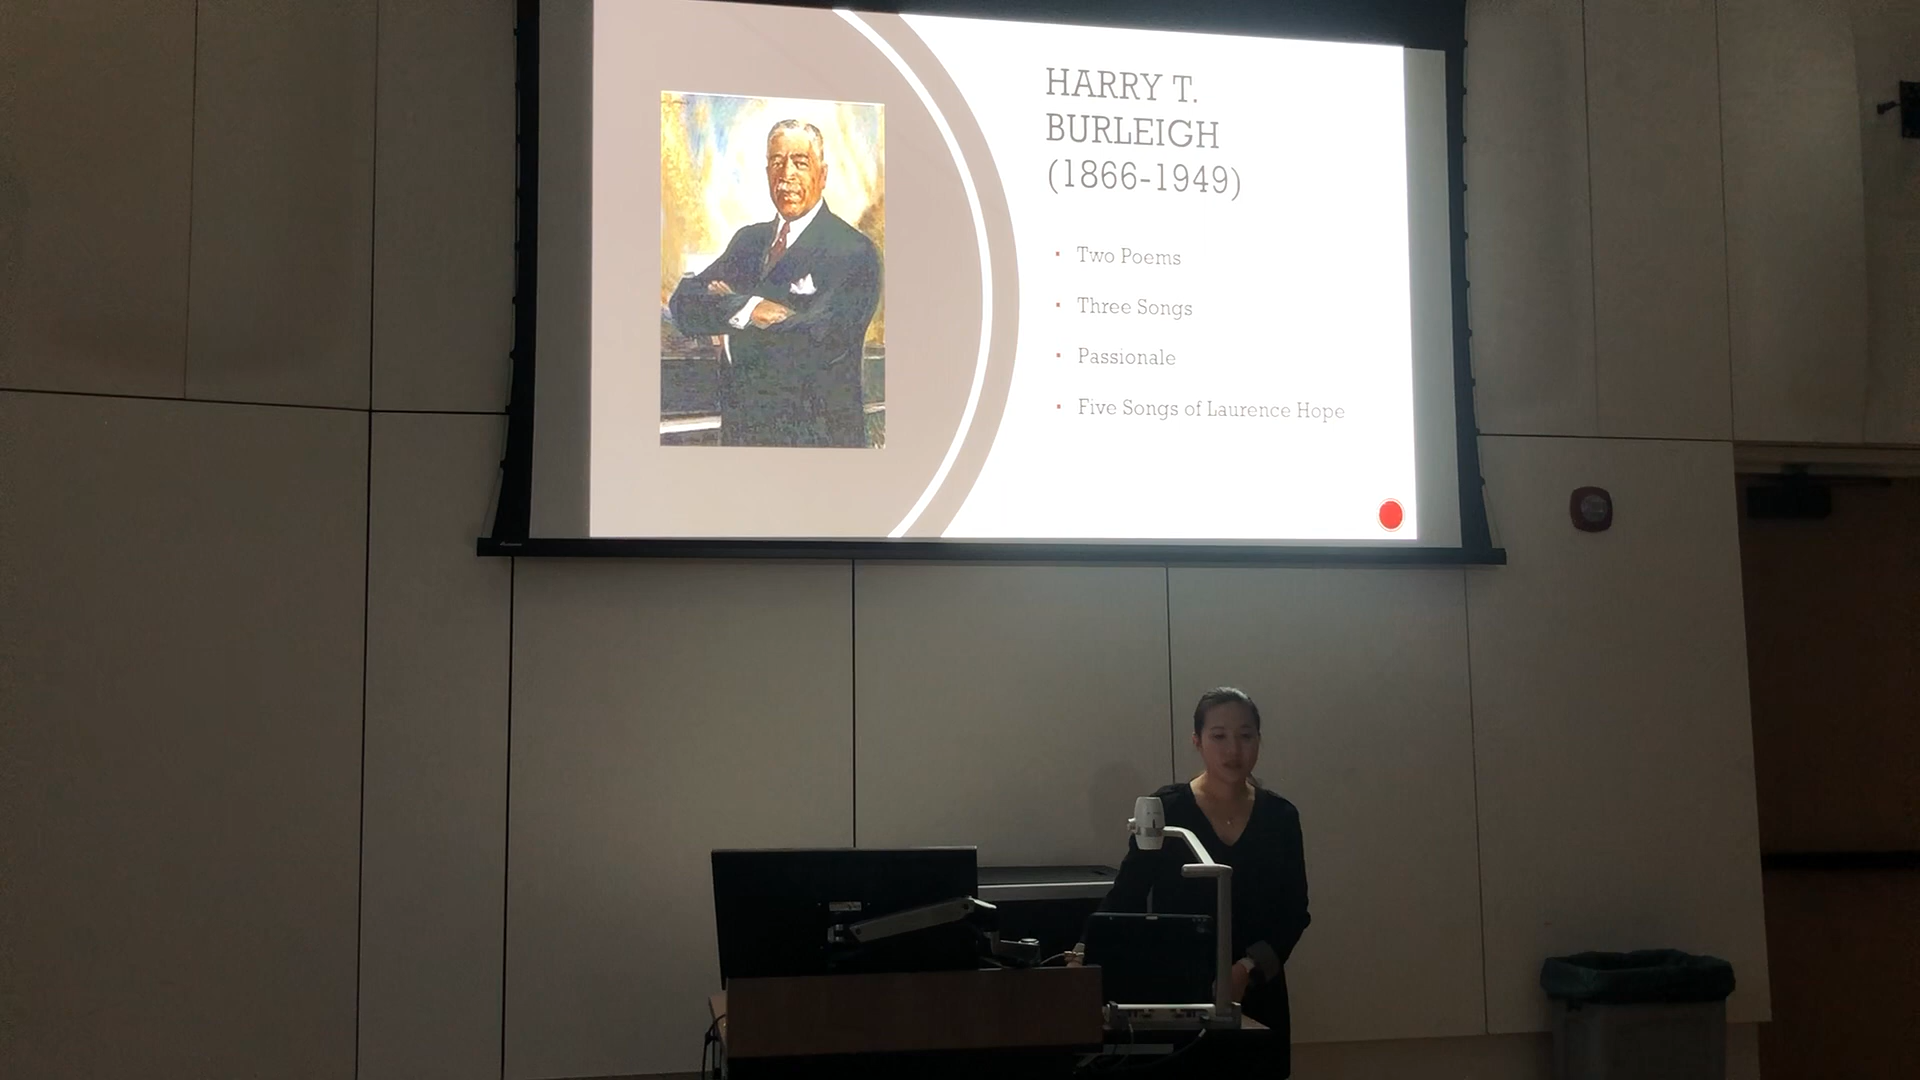 HARRY T.
BURLEIGH
(1866-1949)
Two Poems
Three Songs
Passionale
Five Songs of Laurence Hope